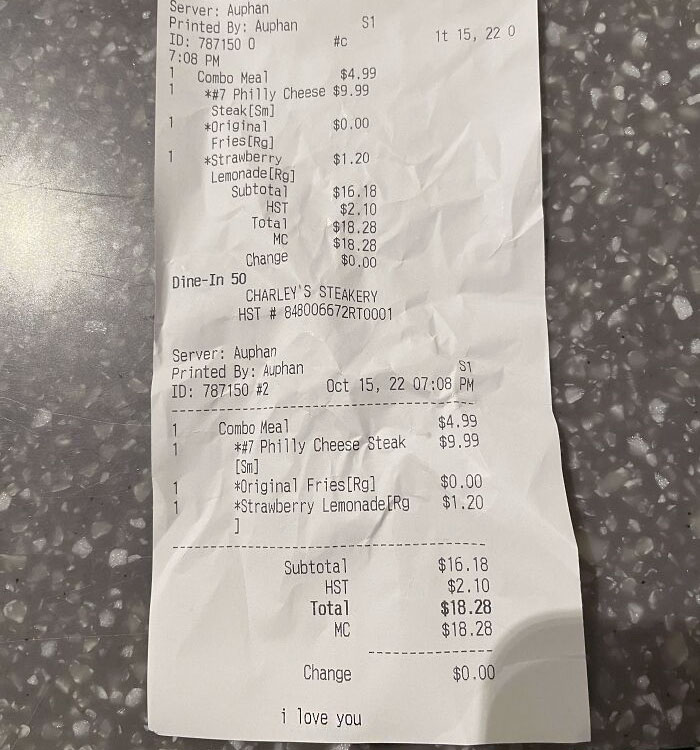 Server: Auphan
Printed By: Auphan S1
ID: 787150 0 #c 1t 15, 22 0
7:08 PM
1 Combo Meal $4.99
1 *#7 Philly Cheese $9.99
Steak[Sm]
1 *Original $0.00
Fries[Rg]
1 *Strawberry $1.20
Lemonade[Rg]
Subtotal $16.18
HST $2.10
Total $18.28
MC $18.28
Change $0.00
Dine-In 50
CHARLEY'S STEAKERY
HST # 848006672RT0001
Server: Auphan
Printed By: Auphan S1
ID: 787150 #2 Oct 15, 22 07:08 PM
1 Combo Meal $4.99
1 *#7 Philly Cheese Steak $9.99
[Sm]
1 *Original Fries[Rg] $0.00
1 *Strawberry Lemonade[Rg $1.20
]
Subtotal $16.18
HST $2.10
Total $18.28
MC $18.28
Change $0.00
i love you